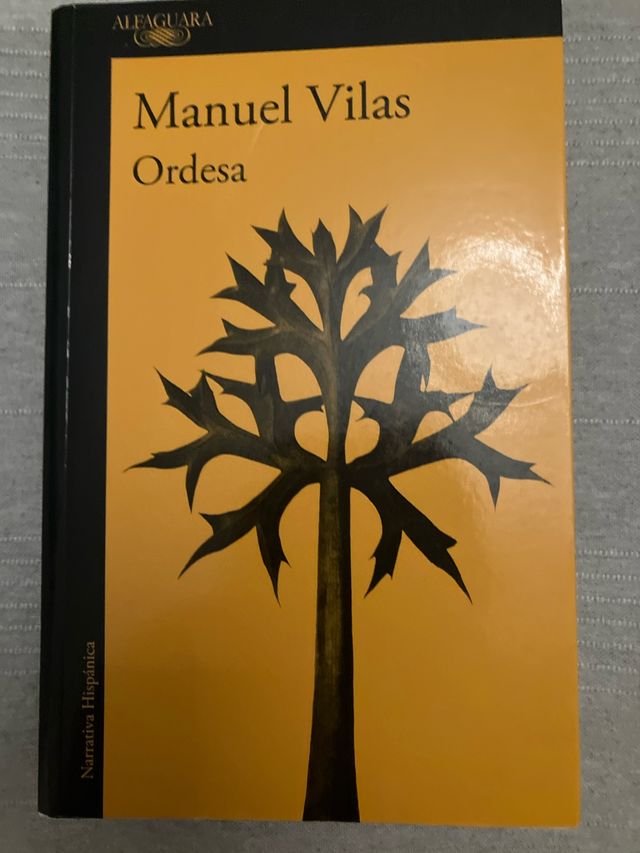 ALFAGUARA
Manuel Vilas
Ordesa
Narrativa Hispánica